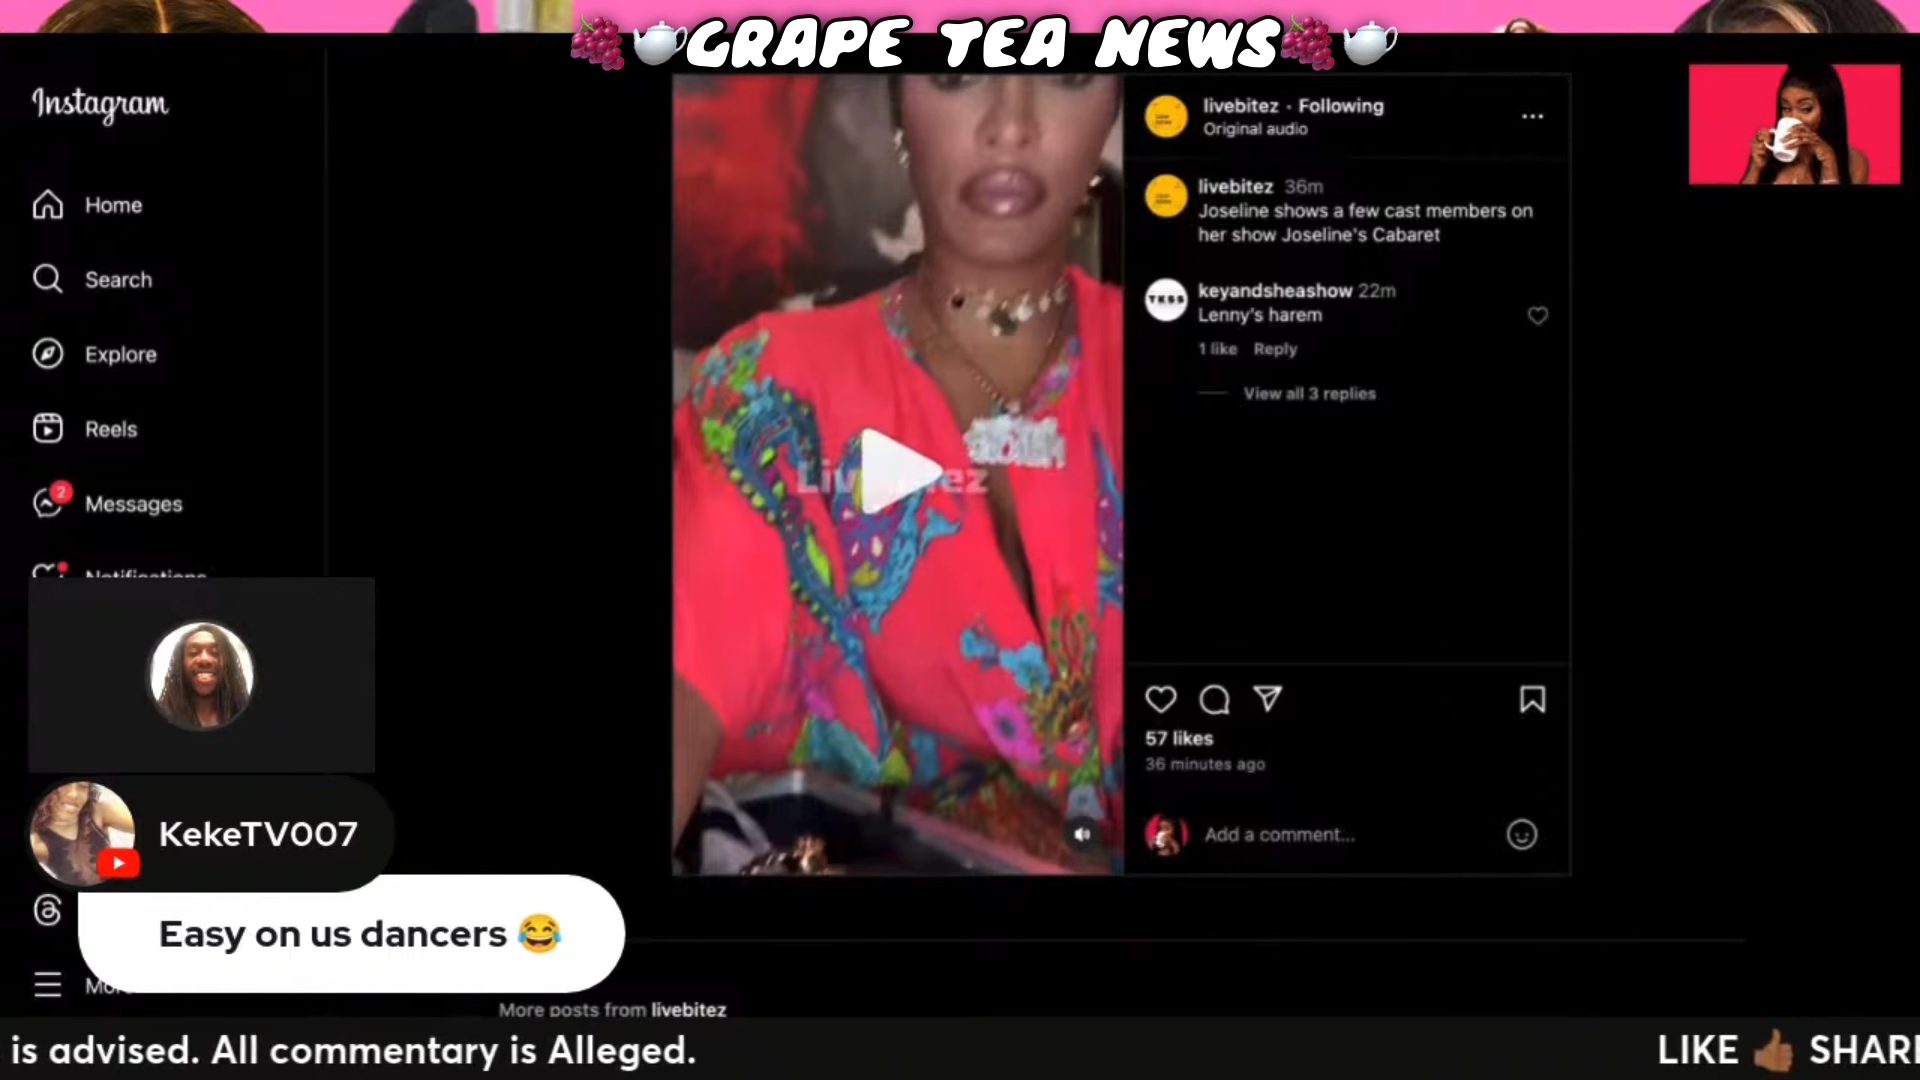 GRAPE TEA NEWS
Instagram
Home
Search
Explore
Reels
2
Messages
Notifications
livebitez • Following
Original audio
livebitez 36m
Joseline shows a few cast members on
her show Joseline's Cabaret
TKSS
keyandsheashow 22m
Lenny's harem
1 like Reply
View all 3 replies
57 likes
36 minutes ago
Add a comment...
KekeTV007
Easy on us dancers 😂
More posts from livebitez
is advised. All commentary is Alleged.
LIKE 👍🏾 SHARE